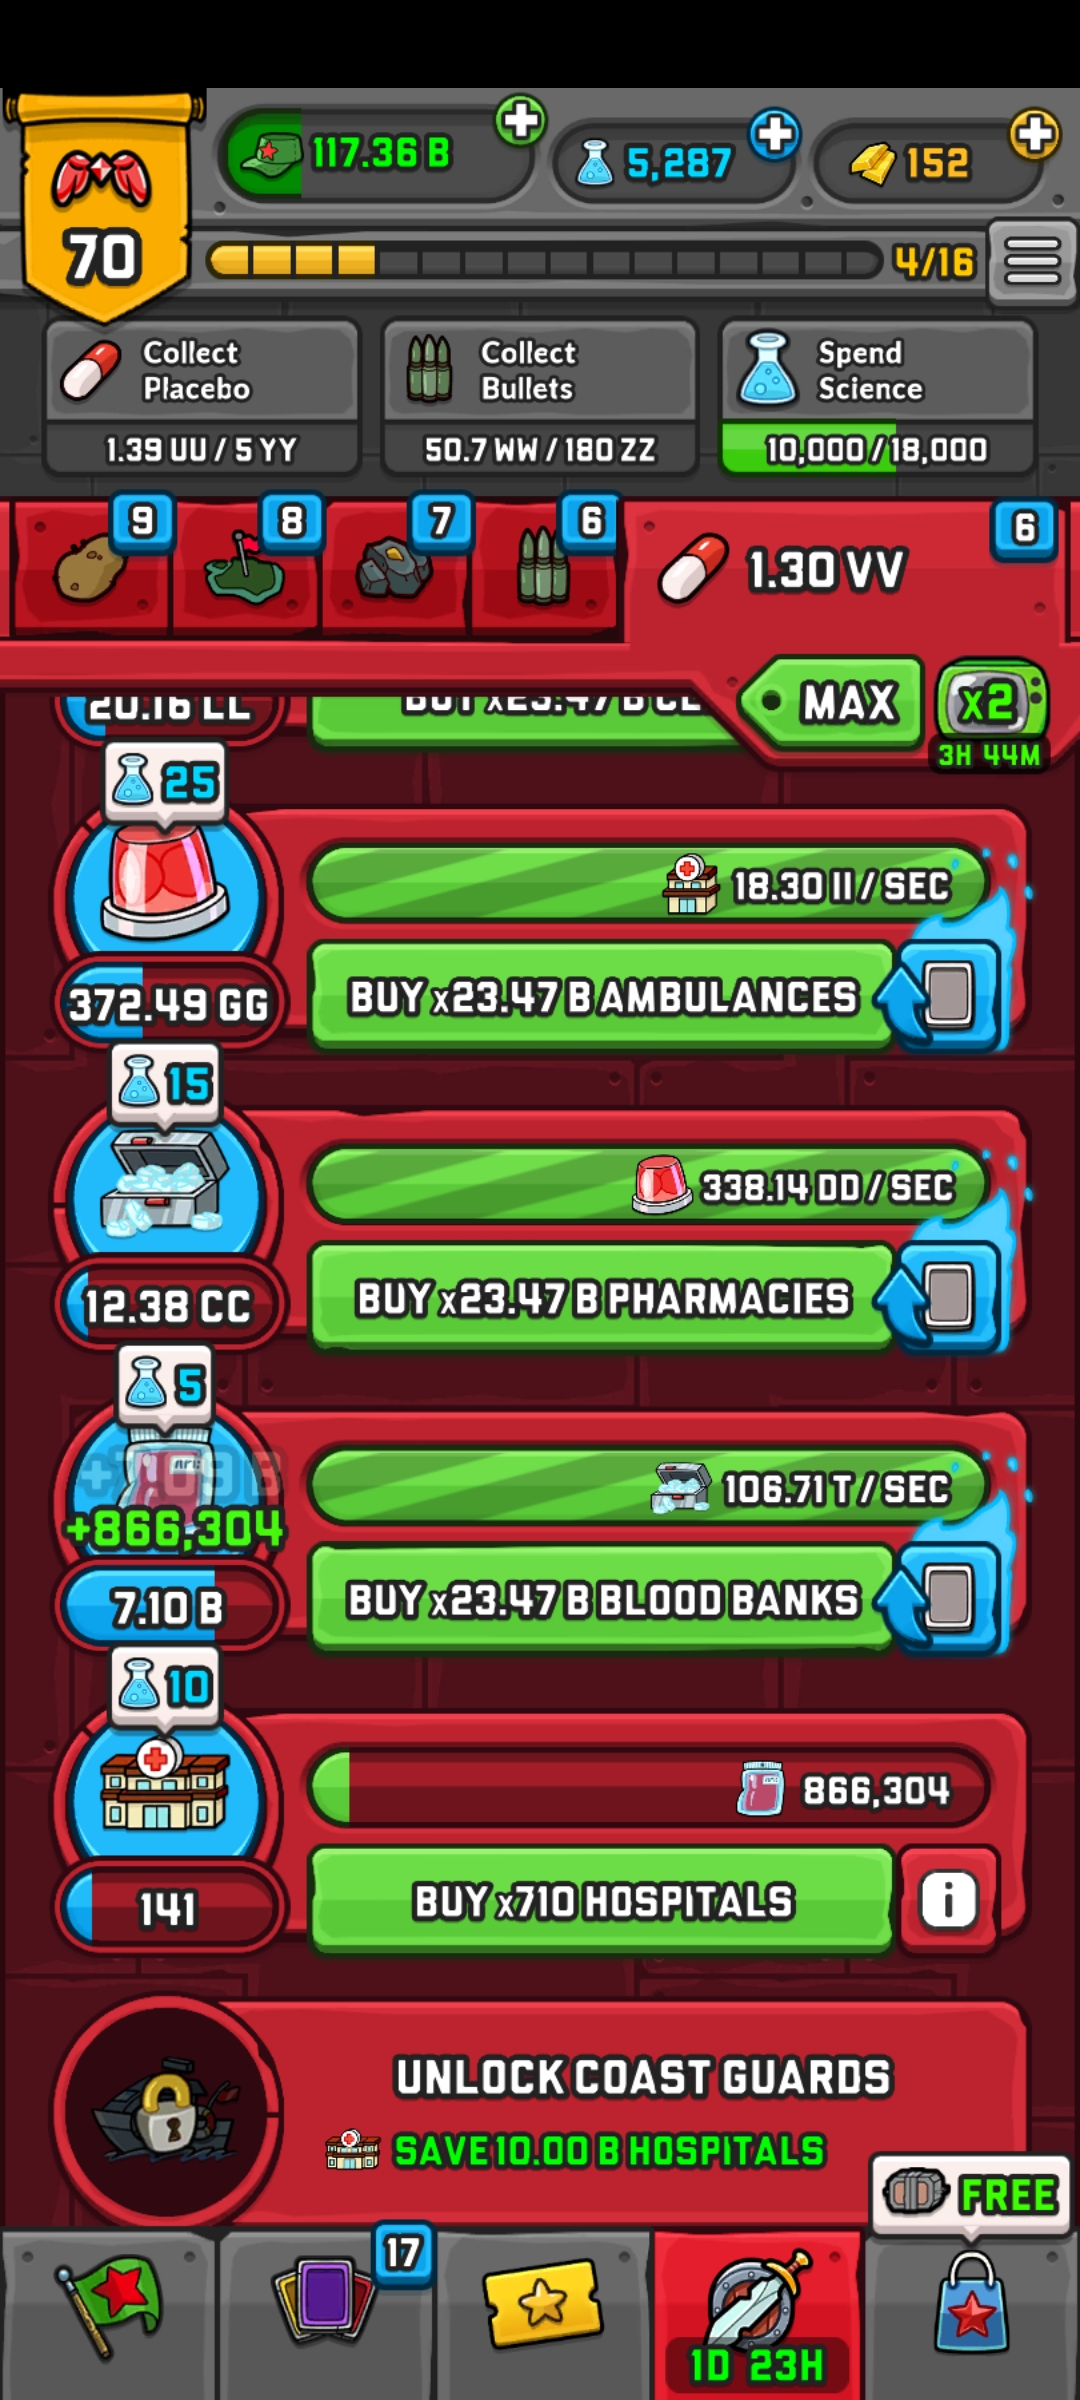 117.36 B
5,287
152
70
4/16
Collect
Placebo
1.39 UU / 5 YY
Collect
Bullets
50.7 WW / 180 ZZ
Spend
Science
10,000 / 18,000
9
8
7
6
1.30 VV
6
20.16 LL
MAX
x2
3H 44M
25
18.30 II / SEC
372.49 GG
BUY x23.47 B AMBULANCES
15
338.14 DD / SEC
12.38 CC
BUY x23.47 B PHARMACIES
5
106.71 T / SEC
+866,304
7.10 B
BUY x23.47 B BLOOD BANKS
10
866,304
141
BUY x710 HOSPITALS
i
UNLOCK COAST GUARDS
SAVE 10.00 B HOSPITALS
FREE
17
1D 23H